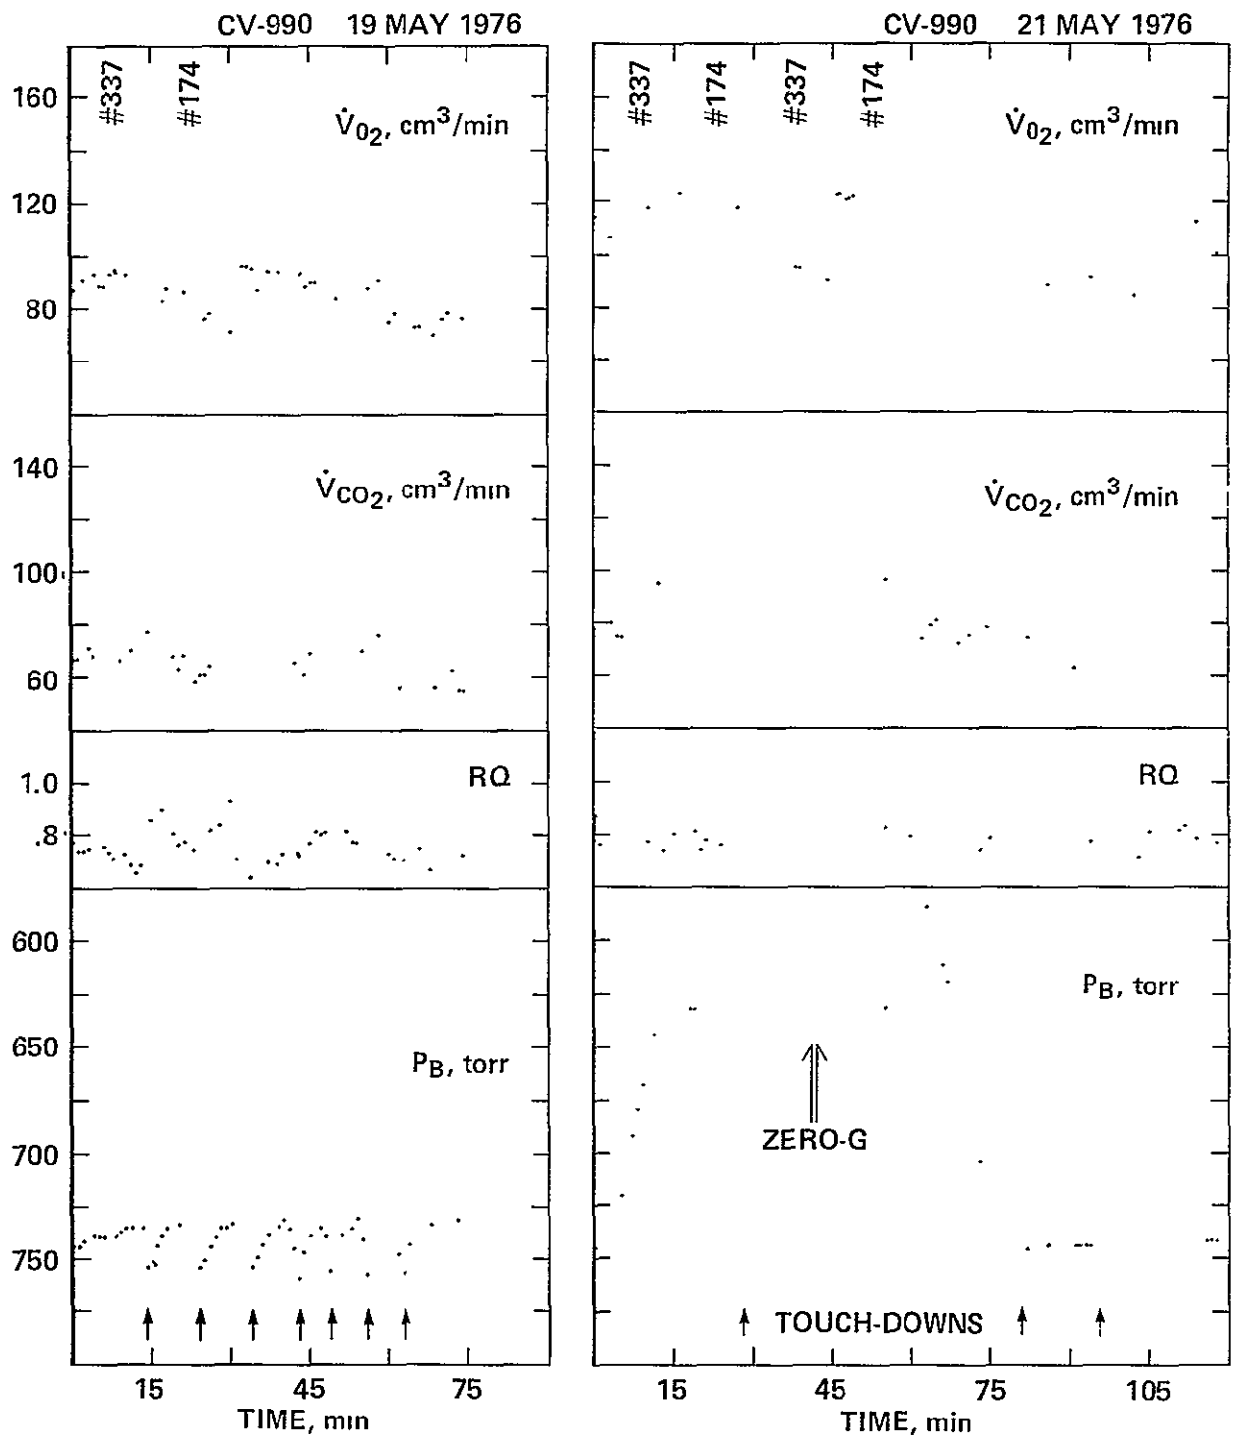 CV-990 19 MAY 1976
#337 #174
V̇O2, cm3/min
160
120
80
V̇CO2, cm3/min
140
100
60
RQ
1.0
.8
600
650
PB, torr
700
750
15 45 75
TIME, min
CV-990 21 MAY 1976
#337 #174 #337 #174
V̇O2, cm3/min
V̇CO2, cm3/min
RQ
PB, torr
ZERO-G
TOUCH-DOWNS
15 45 75 105
TIME, min